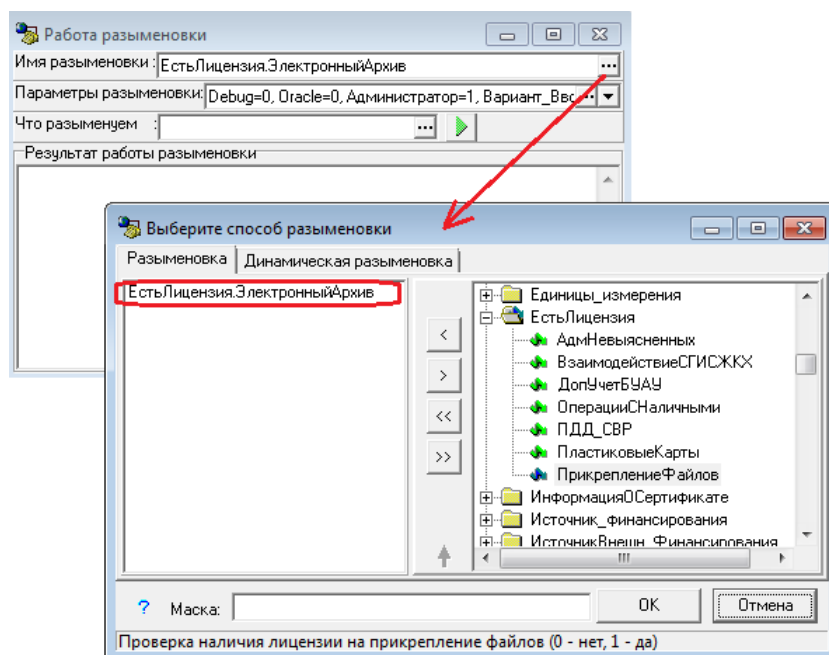 Работа разыменовки
Имя разыменовки : ЕстьЛицензия.ЭлектронныйАрхив ...
Параметры разыменовки: Debug=0, Oracle=0, Администратор=1, Вариант_Ввс
Что разыменуем : ...
Результат работы разыменовки
Выберите способ разыменовки
Разыменовка Динамическая разыменовка
ЕстьЛицензия.ЭлектронныйАрхив
< 
> 
<<
>>
Единицы_измерения
ЕстьЛицензия
АдмНевыясненных
ВзаимодействиеСГИСЖКХ
ДопУчетБУАУ
ОперацииСНаличными
ПДД_СВР
ПластиковыеКарты
ПрикреплениеФайлов
ИнформацияОСертификате
Источник_финансирования
ИсточникВнешн_Финансирования
? Маска: OK Отмена
Проверка наличия лицензии на прикрепление файлов (0 - нет, 1 - да)